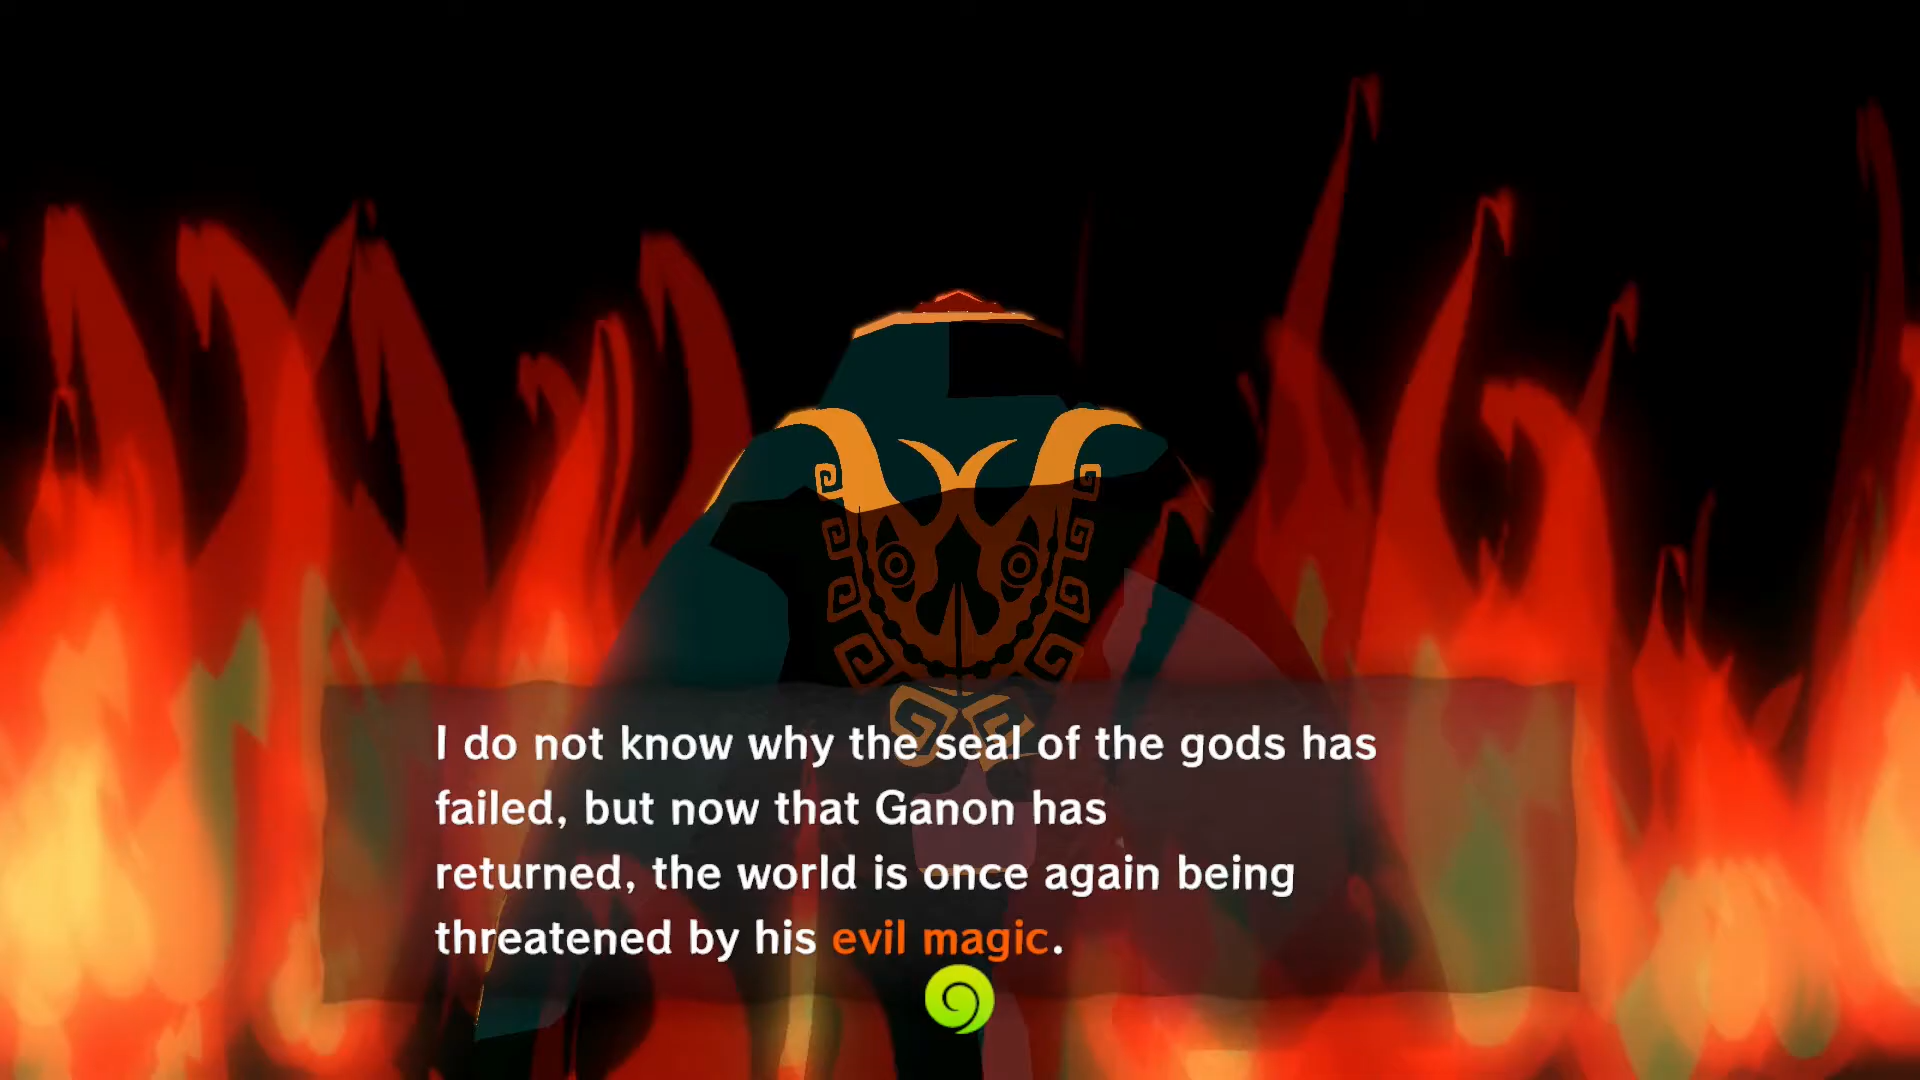 I do not know why the seal of the gods has
failed, but now that Ganon has
returned, the world is once again being
threatened by his evil magic.